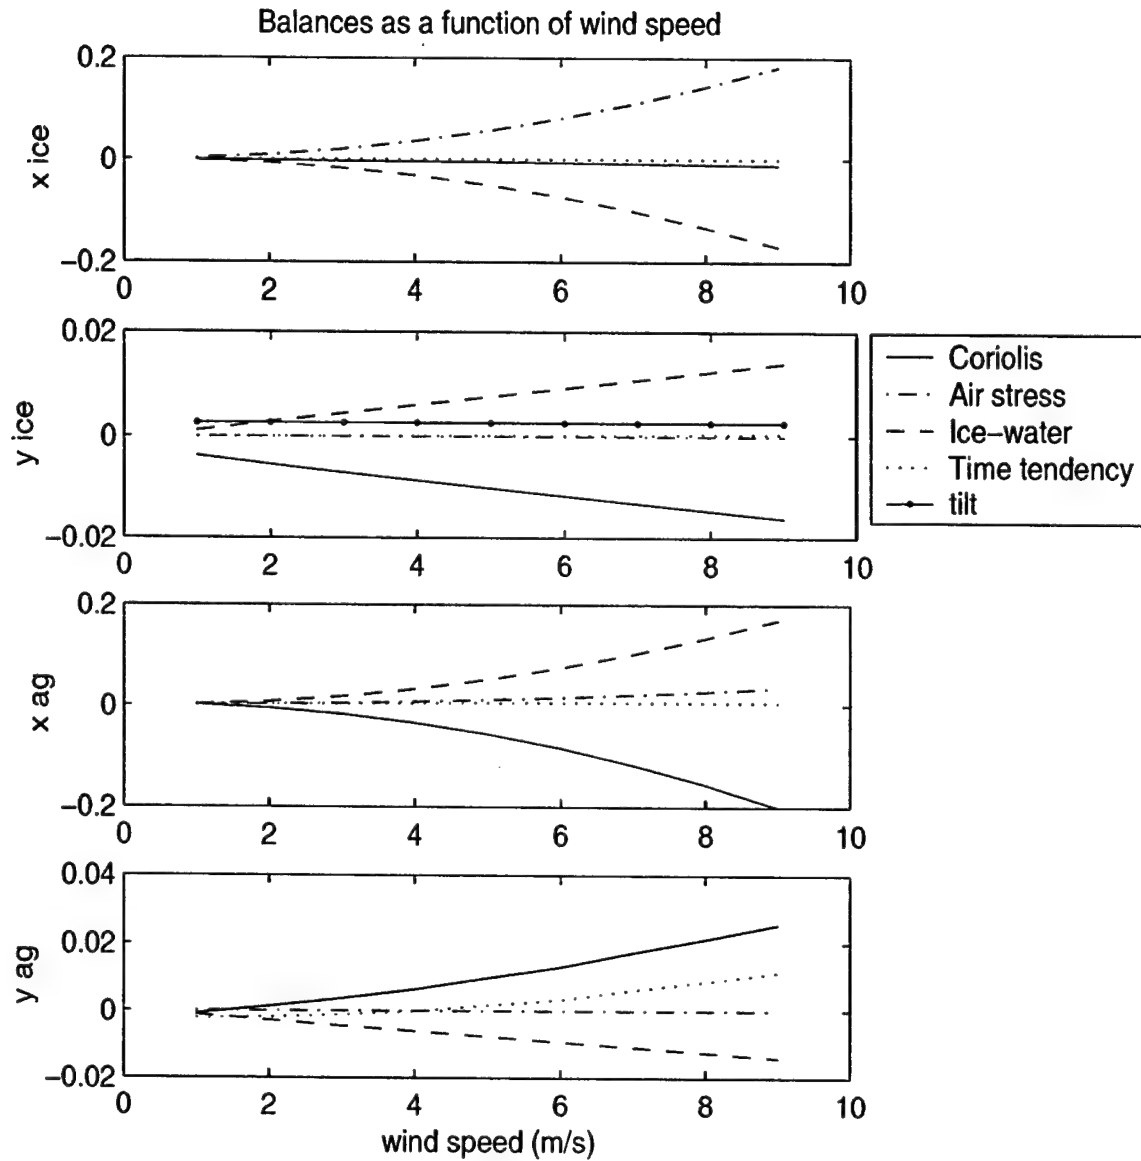 Balances as a function of wind speed
0.2
0
−0.2
x ice
0 2 4 6 8 10
0.02
0
−0.02
y ice
0 2 4 6 8 10
Coriolis
Air stress
Ice−water
Time tendency
tilt
0.2
0
−0.2
x ag
0 2 4 6 8 10
0.04
0.02
0
−0.02
y ag
0 2 4 6 8 10
wind speed (m/s)